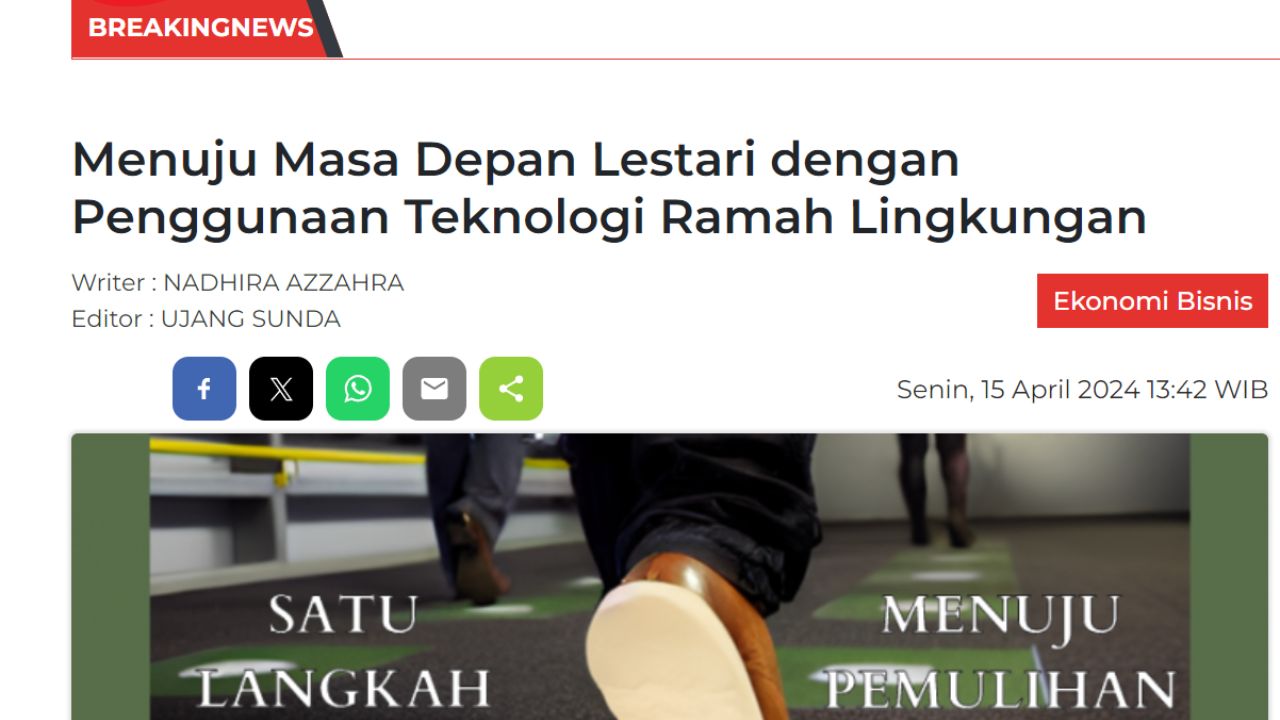 BREAKINGNEWS
Menuju Masa Depan Lestari dengan
Penggunaan Teknologi Ramah Lingkungan
Writer : NADHIRA AZZAHRA
Editor : UJANG SUNDA
Ekonomi Bisnis
Senin, 15 April 2024 13:42 WIB
SATU
LANGKAH
MENUJU
PEMULIHAN